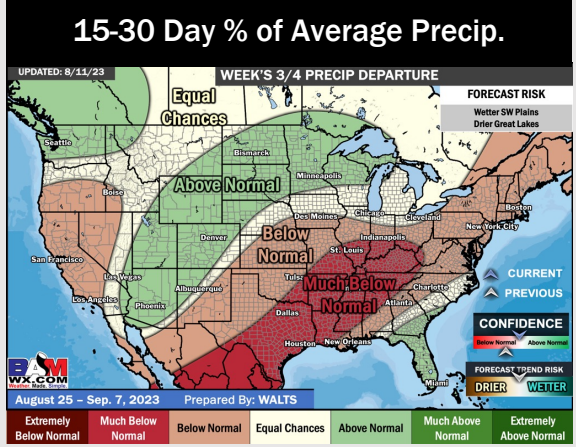 15-30 Day % of Average Precip.
UPDATED: 8/11/23
WEEK'S 3/4 PRECIP DEPARTURE
FORECAST RISK
Wetter SW Plains
Drier Great Lakes
Equal
Chances
Seattle
Bismarck
Minneapolis
Above Normal
Boise
Boston
Des Moines
Chicago
Cleveland
New York City
Denver
Below
Normal
Indianapolis
St. Louis
San Francisco
Las Vegas
Tulsa
Much Below
Normal
Charlotte
Los Angeles
Albuquerque
Atlanta
Phoenix
Dallas
Houston
New Orleans
Miami
CURRENT
PREVIOUS
CONFIDENCE
Below Normal
Above Normal
FORECAST TREND RISK
DRIER
WETTER
BAM
WX.COM
Weather. Made. Simple.
August 25 – Sep. 7, 2023
Prepared By: WALTS
Extremely
Below Normal
Much Below
Normal
Below Normal
Equal Chances
Above Normal
Much Above
Normal
Extremely
Above Normal